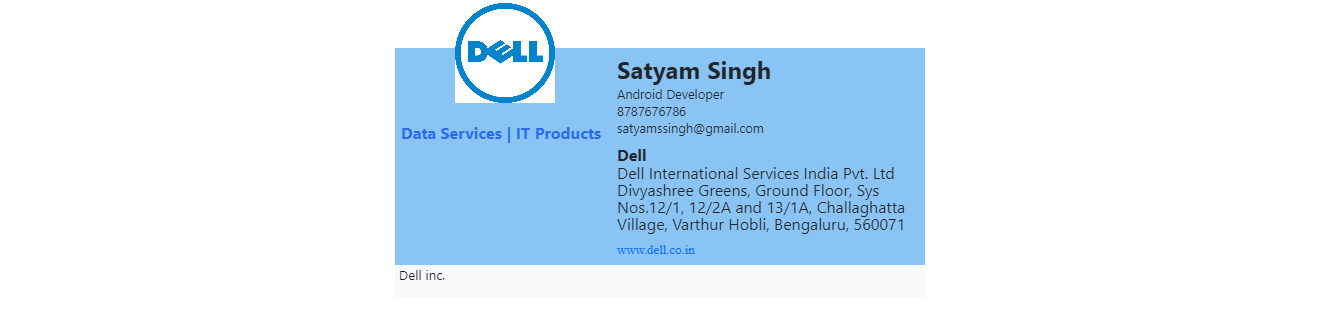 DELL
Data Services | IT Products
Satyam Singh
Android Developer
8787676786
satyamssingh@gmail.com
Dell
Dell International Services India Pvt. Ltd
Divyashree Greens, Ground Floor, Sys
Nos.12/1, 12/2A and 13/1A, Challaghatta
Village, Varthur Hobli, Bengaluru, 560071
www.dell.co.in
Dell inc.